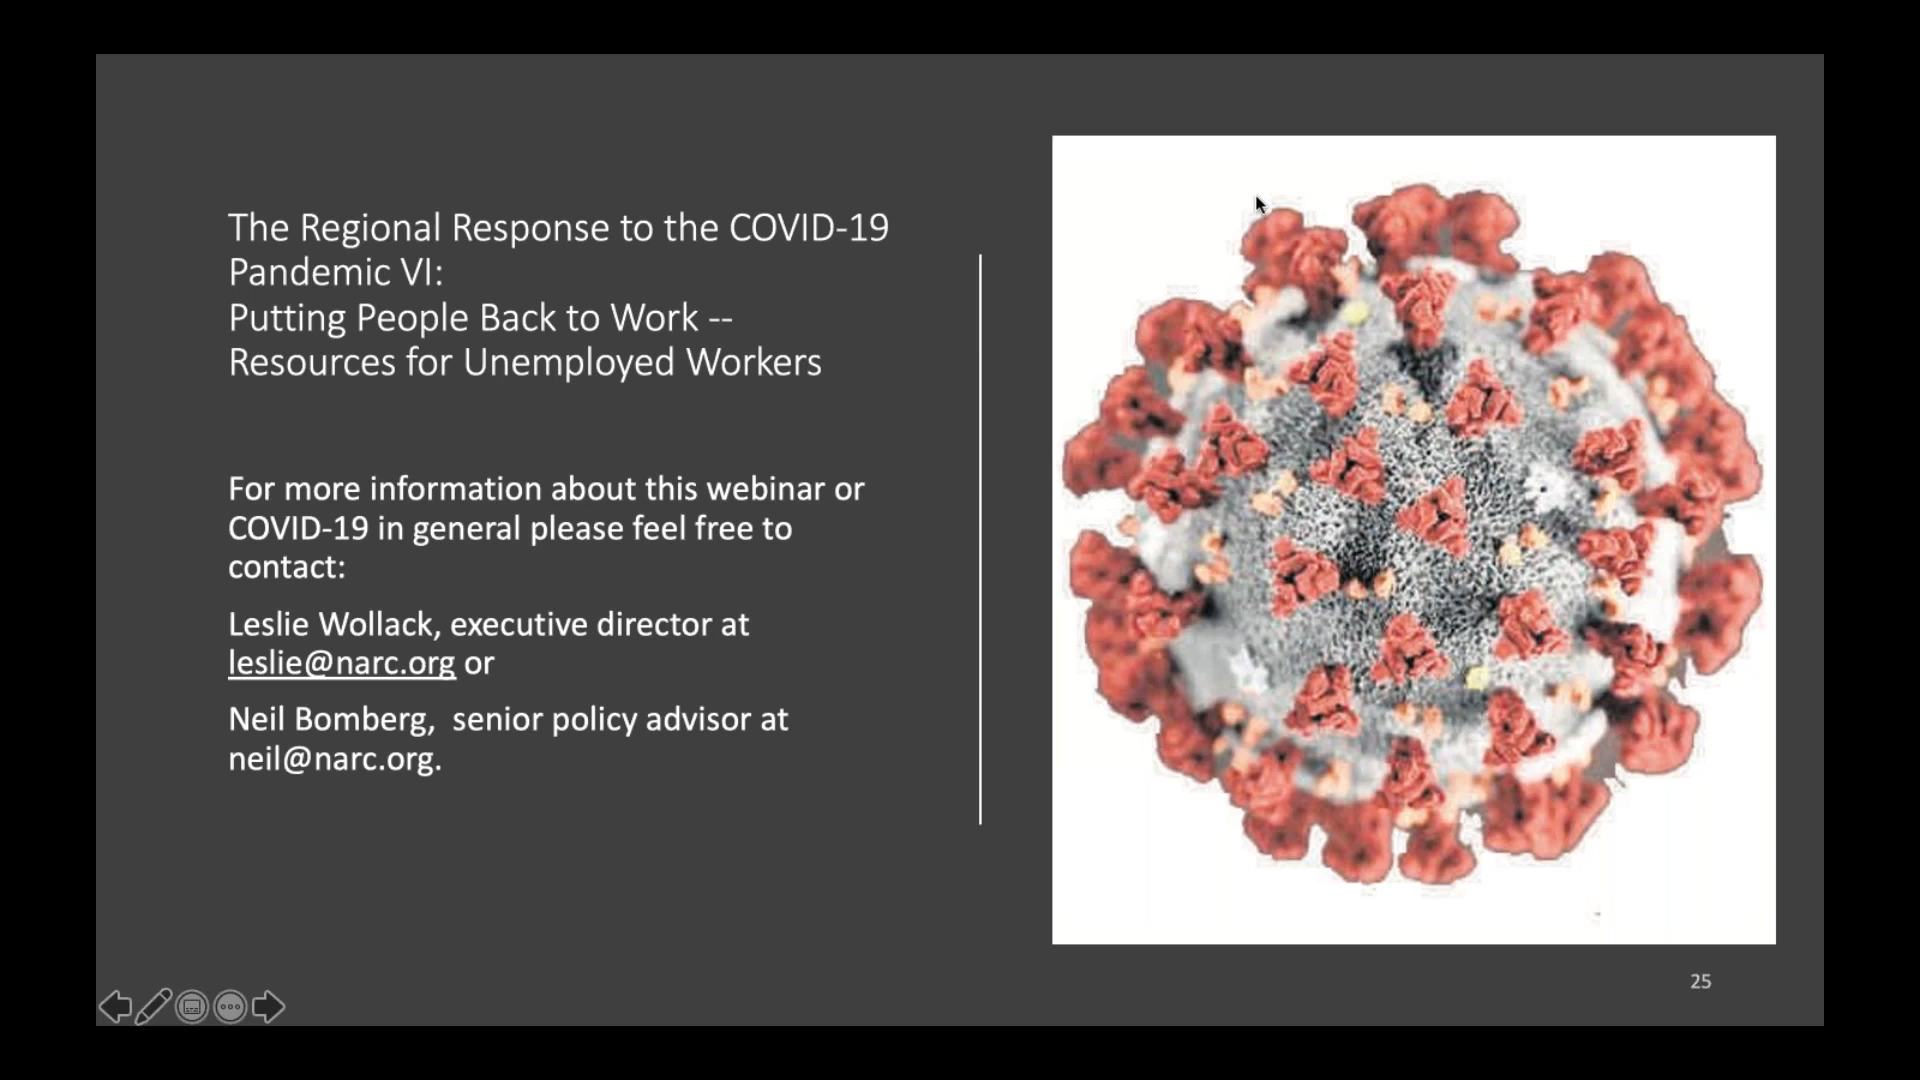 The Regional Response to the COVID-19
Pandemic VI:
Putting People Back to Work --
Resources for Unemployed Workers
For more information about this webinar or
COVID-19 in general please feel free to
contact:
Leslie Wollack, executive director at
leslie@narc.org or
Neil Bomberg,  senior policy advisor at
neil@narc.org.
25